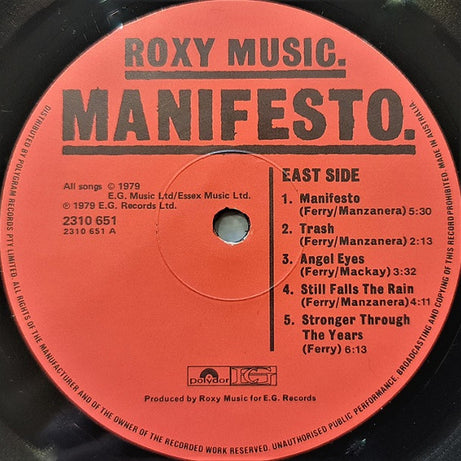 ROXY MUSIC.
MANIFESTO.
All songs © 1979
E.G. Music Ltd/Essex Music Ltd.
℗ 1979 E.G. Records Ltd.
2310 651
2310 651 A
EAST SIDE
1. Manifesto
(Ferry/Manzanera) 5:30
2. Trash
(Ferry/Manzanera) 2:13
3. Angel Eyes
(Ferry/Mackay) 3:32
4. Still Falls The Rain
(Ferry/Manzanera) 4:11
5. Stronger Through
The Years
(Ferry) 6:13
polydor
EG
Produced by Roxy Music for E.G. Records
DISTRIBUTED BY POLYGRAM RECORDS PTY LIMITED. ALL RIGHTS OF THE MANUFACTURER AND OF THE OWNER OF THE RECORDED WORK RESERVED. UNAUTHORISED PUBLIC PERFORMANCE, BROADCASTING AND COPYING OF THIS RECORD PROHIBITED. MADE IN AUSTRALIA